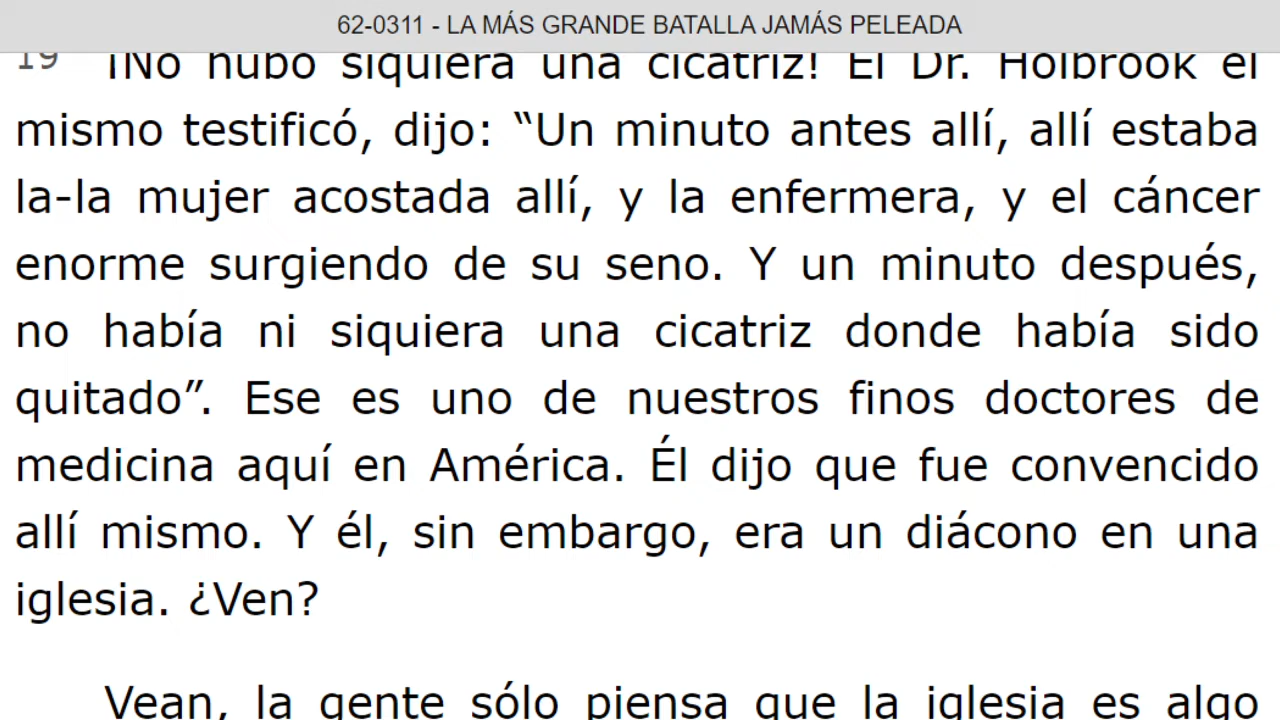 62-0311 - LA MÁS GRANDE BATALLA JAMÁS PELEADA
19 ¡No hubo siquiera una cicatriz! El Dr. Holbrook él
mismo testificó, dijo: “Un minuto antes allí, allí estaba
la-la mujer acostada allí, y la enfermera, y el cáncer
enorme surgiendo de su seno. Y un minuto después,
no había ni siquiera una cicatriz donde había sido
quitado”. Ese es uno de nuestros finos doctores de
medicina aquí en América. Él dijo que fue convencido
allí mismo. Y él, sin embargo, era un diácono en una
iglesia. ¿Ven?
Vean, la gente sólo piensa que la iglesia es algo